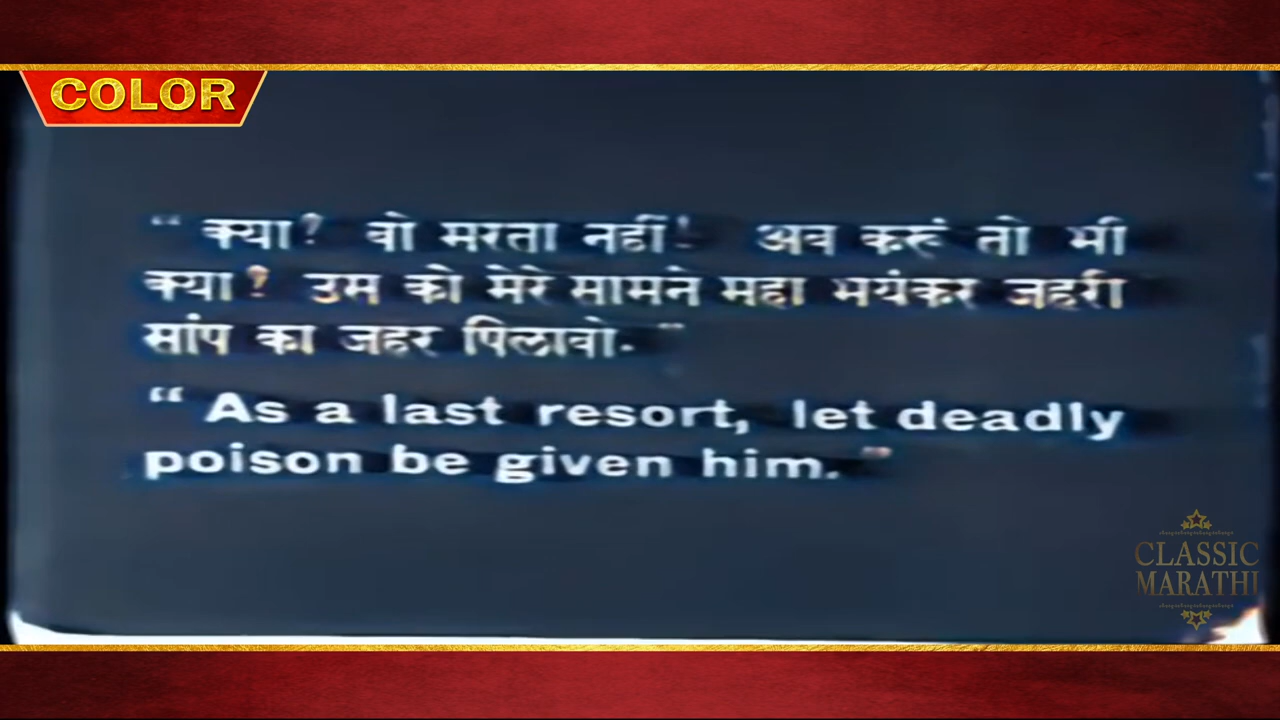 COLOR
“ क्या? वो मरता नहीं! अब करूं तो भी
क्या? उस को मेरे सामने महा भयंकर जहरी
सांप का जहर पिलावो. ”
“ As a last resort, let deadly
poison be given him. ”
CLASSIC
MARATHI